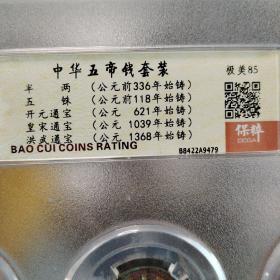 中华五帝钱套装 极美85
半 两 (公元前336年始铸)
五 铢 (公元前118年始铸)
开元通宝 (公元 621年始铸)
皇宋通宝 (公元 1039年始铸)
洪武通宝 (公元 1368年始铸)
保粹
BAO CUI COINS RATING
B8422A9479